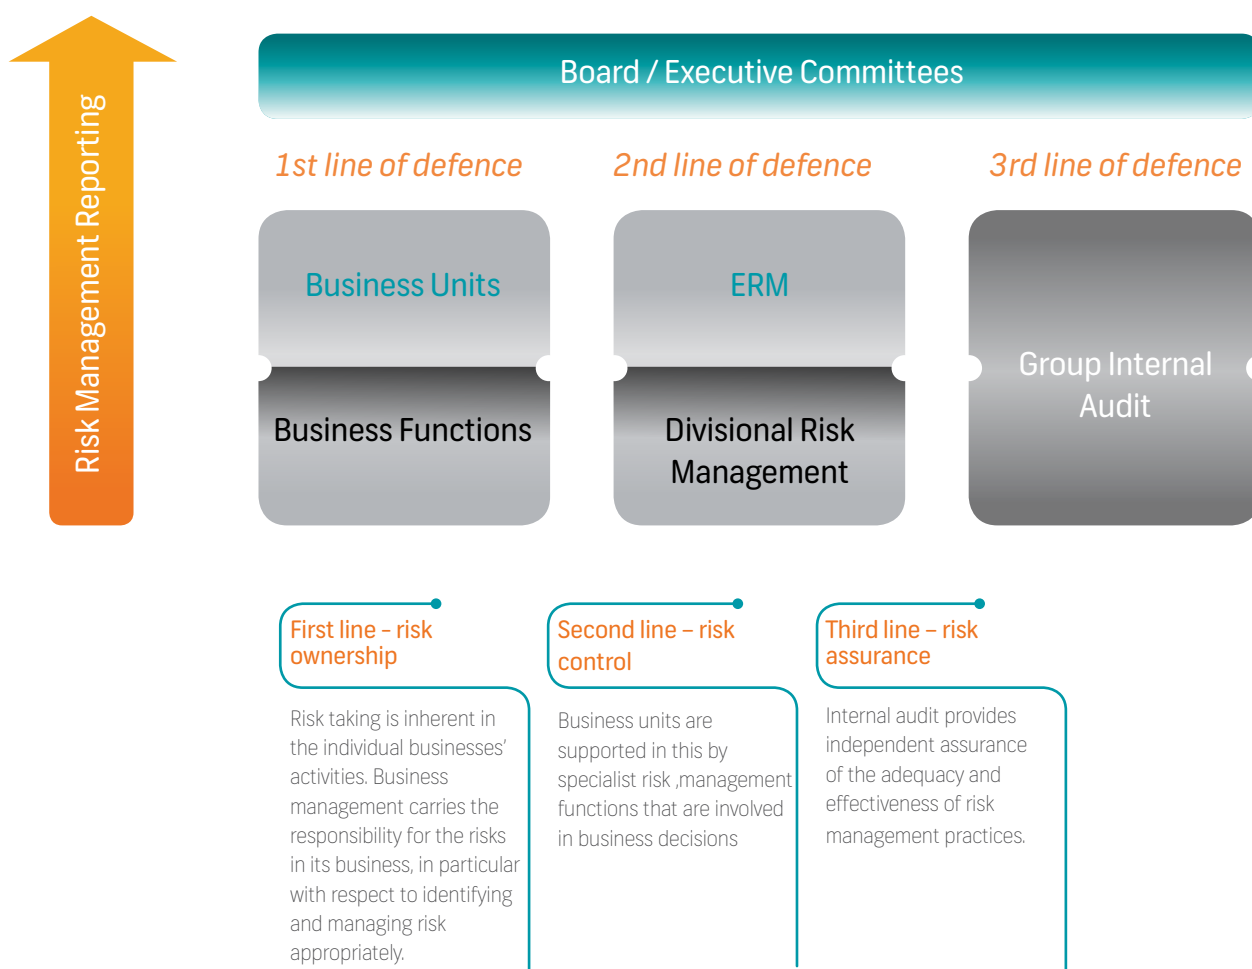 Risk Management Reporting
Board / Executive Committees
1st line of defence
2nd line of defence
3rd line of defence
Business Units
Business Functions
ERM
Divisional Risk
Management
Group Internal
Audit
First line - risk
ownership
Risk taking is inherent in
the individual businesses'
activities. Business
management carries the
responsibility for the risks
in its business, in particular
with respect to identifying
and managing risk
appropriately.
Second line – risk
control
Business units are
supported in this by
specialist risk ,management
functions that are involved
in business decisions
Third line – risk
assurance
Internal audit provides
independent assurance
of the adequacy and
effectiveness of risk
management practices.